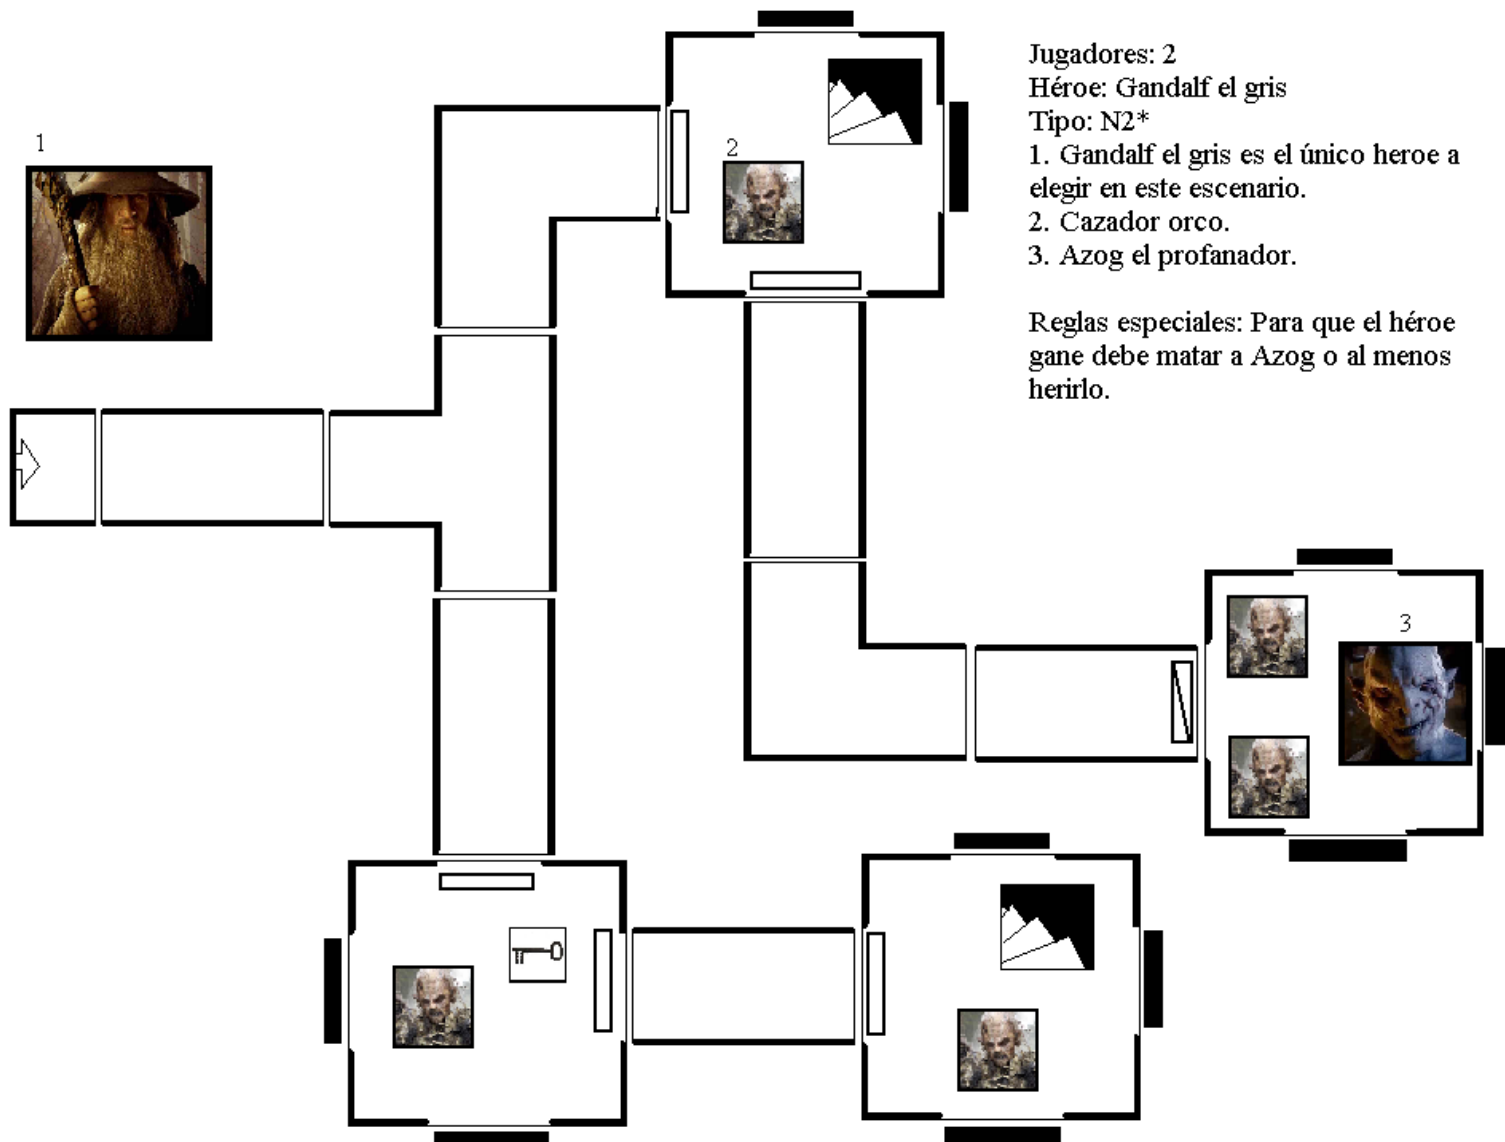 Jugadores: 2
Héroe: Gandalf el gris
Tipo: N2*
1. Gandalf el gris es el único heroe a
elegir en este escenario.
2. Cazador orco.
3. Azog el profanador.
Reglas especiales: Para que el héroe
gane debe matar a Azog o al menos
herirlo.
1
2
3